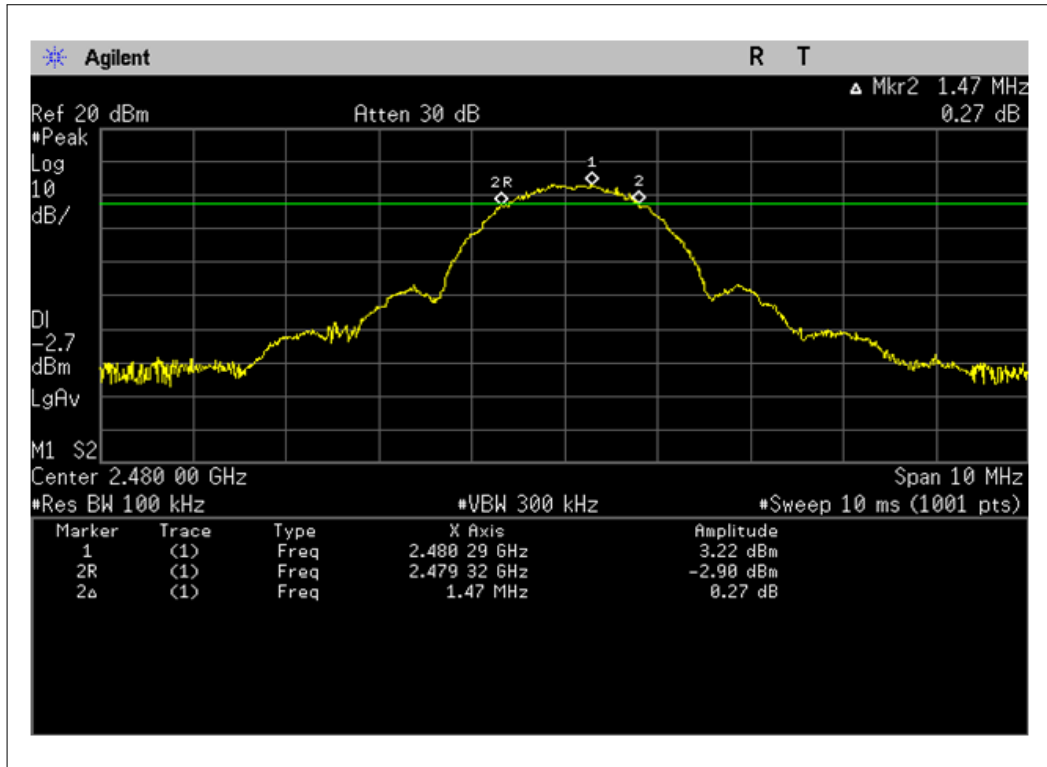 Agilent R T
Δ Mkr2 1.47 MHz
Ref 20 dBm Atten 30 dB 0.27 dB
#Peak
Log
10
dB/
1
2R
2
DI
-2.7
dBm
LgAv
M1 S2
Center 2.480 00 GHz Span 10 MHz
#Res BW 100 kHz #VBW 300 kHz #Sweep 10 ms (1001 pts)
Marker Trace Type X Axis Amplitude
1 (1) Freq 2.480 29 GHz 3.22 dBm
2R (1) Freq 2.479 32 GHz -2.90 dBm
2Δ (1) Freq 1.47 MHz 0.27 dB